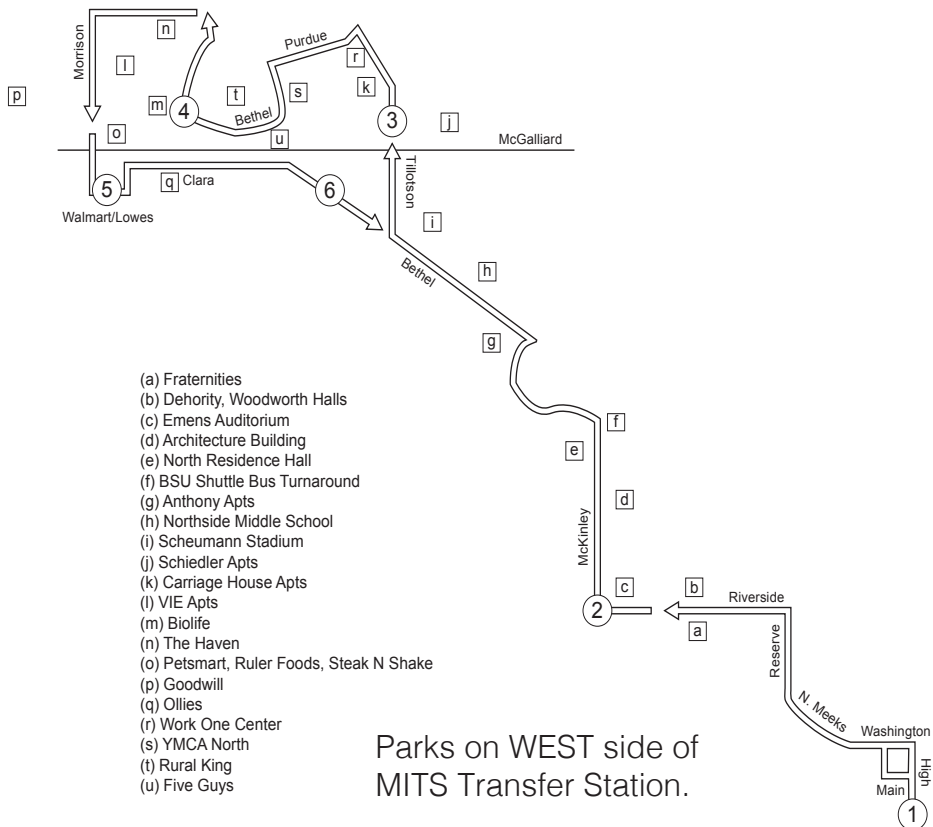 n
Purdue
Morrison
r
l
k
p
m
4
t
s
Bethel
3
j
o
u
McGalliard
q
Clara
6
Tillotson
5
Walmart/Lowes
i
Bethel
h
g
(a) Fraternities
(b) Dehority, Woodworth Halls
(c) Emens Auditorium
(d) Architecture Building
(e) North Residence Hall
(f) BSU Shuttle Bus Turnaround
(g) Anthony Apts
(h) Northside Middle School
(i) Scheumann Stadium
(j) Schiedler Apts
(k) Carriage House Apts
(l) VIE Apts
(m) Biolife
(n) The Haven
(o) Petsmart, Ruler Foods, Steak N Shake
(p) Goodwill
(q) Ollies
(r) Work One Center
(s) YMCA North
(t) Rural King
(u) Five Guys
f
e
d
McKinley
c
b
Riverside
2
a
Reserve
N. Meeks
Washington
High
Main
1
Parks on WEST side of
MITS Transfer Station.